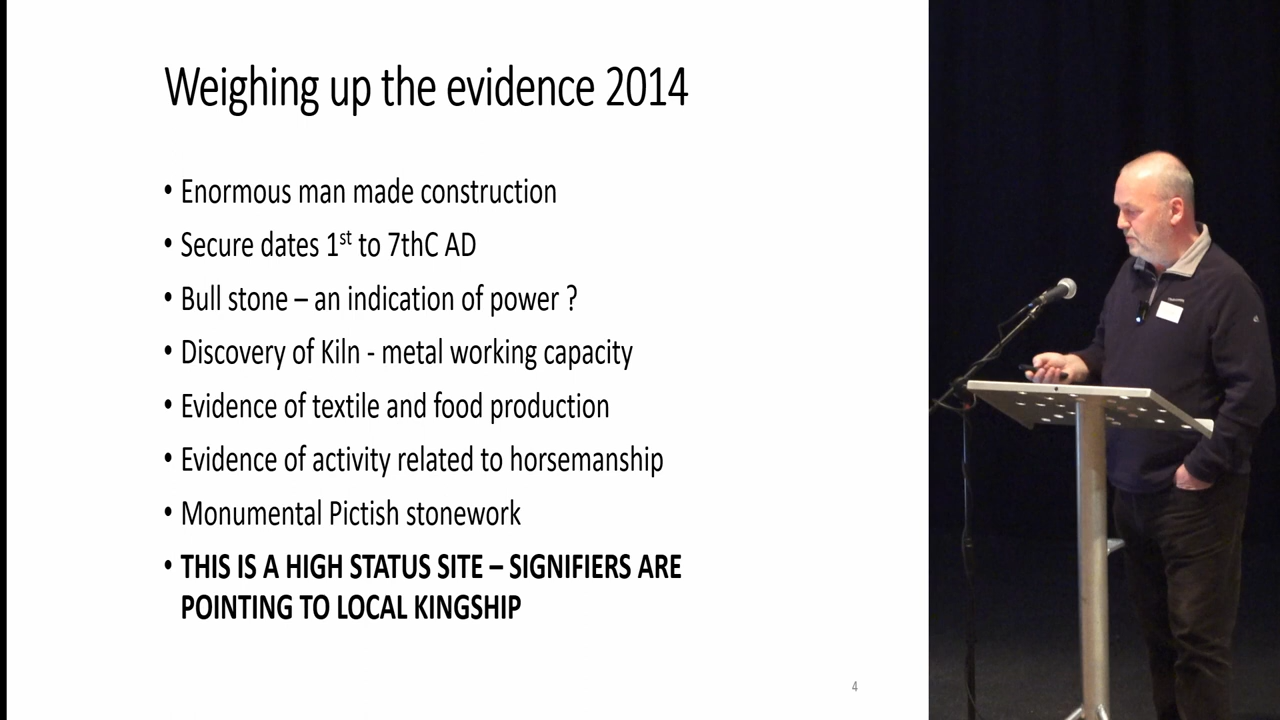 Weighing up the evidence 2014
• Enormous man made construction
• Secure dates 1st to 7thC AD
• Bull stone – an indication of power ?
• Discovery of Kiln - metal working capacity
• Evidence of textile and food production
• Evidence of activity related to horsemanship
• Monumental Pictish stonework
• THIS IS A HIGH STATUS SITE – SIGNIFIERS ARE
POINTING TO LOCAL KINGSHIP
4